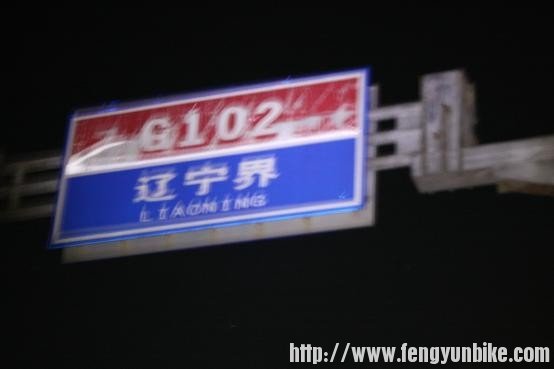 G102
辽宁界
LIAONING
http://www.fengyunbike.com